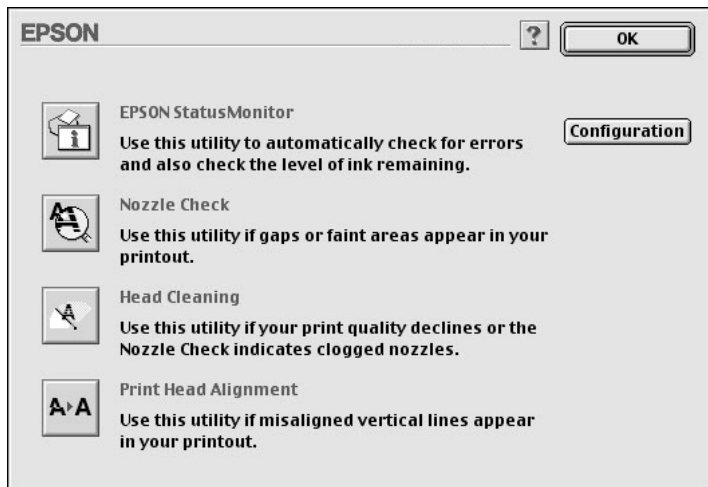 EPSON
?
OK
EPSON StatusMonitor
Use this utility to automatically check for errors
and also check the level of ink remaining.
Configuration
Nozzle Check
Use this utility if gaps or faint areas appear in your
printout.
Head Cleaning
Use this utility if your print quality declines or the
Nozzle Check indicates clogged nozzles.
Print Head Alignment
Use this utility if misaligned vertical lines appear
in your printout.